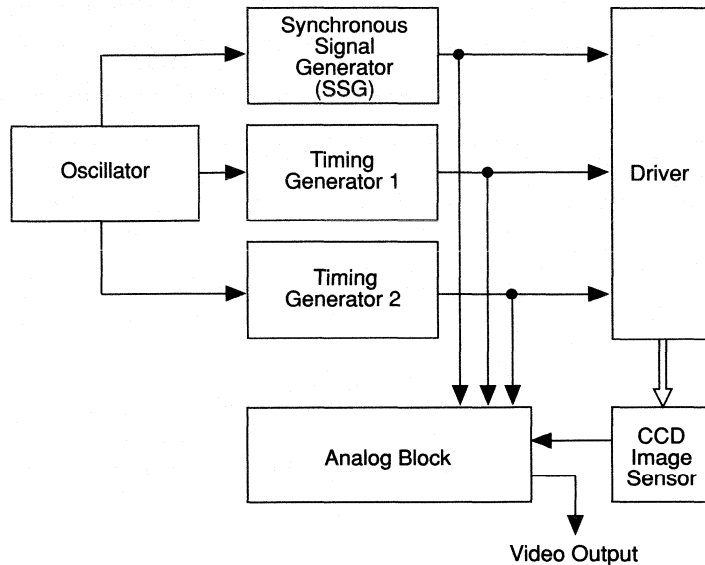 Synchronous
Signal
Generator
(SSG)
Oscillator
Timing
Generator 1
Driver
Timing
Generator 2
Analog Block
CCD
Image
Sensor
Video Output